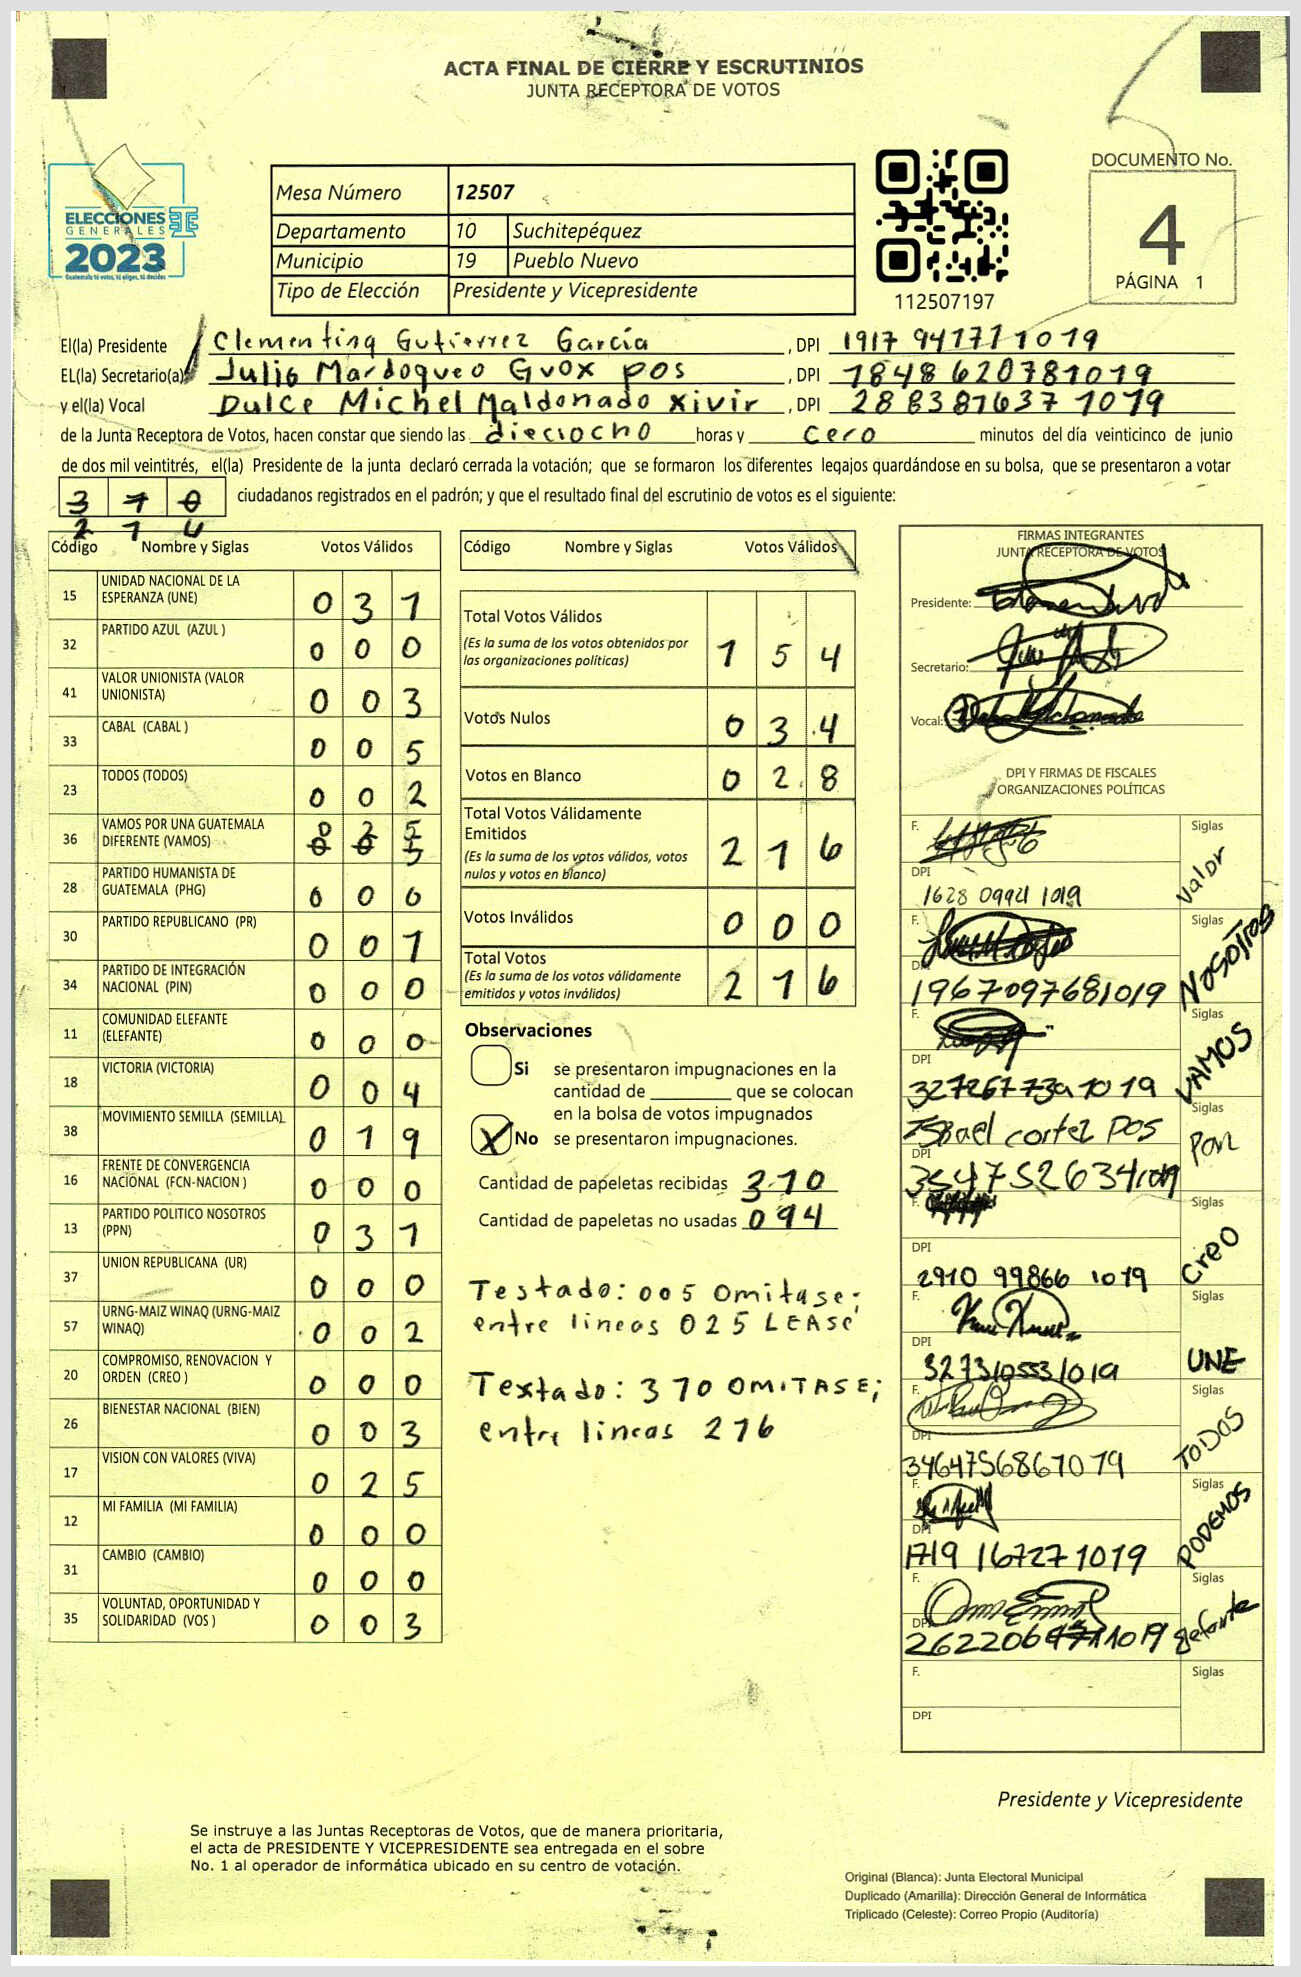 ACTA FINAL DE CIERRE Y ESCRUTINIOS
JUNTA RECEPTORA DE VOTOS
ELECCIONES
GENERALES
2023
Guatemala tú votas, tú eliges, tú decides
Mesa Número 12507
Departamento 10 Suchitepéquez
Municipio 19 Pueblo Nuevo
Tipo de Elección Presidente y Vicepresidente
112507197
DOCUMENTO No.
4
PÁGINA 1
El(la) Presidente Clementina Gutierrez García , DPI 1917 94177 1019
EL(la) Secretario(a) Julio Mardoqueo Guox pos , DPI 1848 62078 1019
y el(la) Vocal Dulce Michel Maldonado Xivir , DPI 2883 81637 1019
de la Junta Receptora de Votos, hacen constar que siendo las dieciocho horas y cero minutos del día veinticinco de junio
de dos mil veintitrés, el(la) Presidente de la junta declaró cerrada la votación; que se formaron los diferentes legajos guardándose en su bolsa, que se presentaron a votar
3 7 0 ciudadanos registrados en el padrón; y que el resultado final del escrutinio de votos es el siguiente:
2 1 6
Código Nombre y Siglas Votos Válidos
15 UNIDAD NACIONAL DE LA ESPERANZA (UNE) 0 3 1
32 PARTIDO AZUL (AZUL ) 0 0 0
41 VALOR UNIONISTA (VALOR UNIONISTA) 0 0 3
33 CABAL (CABAL ) 0 0 5
23 TODOS (TODOS) 0 0 2
36 VAMOS POR UNA GUATEMALA DIFERENTE (VAMOS) 0 2 5
0 0 5
28 PARTIDO HUMANISTA DE GUATEMALA (PHG) 0 0 0
30 PARTIDO REPUBLICANO (PR) 0 0 1
34 PARTIDO DE INTEGRACIÓN NACIONAL (PIN) 0 0 0
11 COMUNIDAD ELEFANTE (ELEFANTE) 0 0 0
18 VICTORIA (VICTORIA) 0 0 4
38 MOVIMIENTO SEMILLA (SEMILLA) 0 1 9
16 FRENTE DE CONVERGENCIA NACIONAL (FCN-NACION ) 0 0 0
13 PARTIDO POLITICO NOSOTROS (PPN) 0 3 1
37 UNION REPUBLICANA (UR) 0 0 0
57 URNG-MAIZ WINAQ (URNG-MAIZ WINAQ) 0 0 2
20 COMPROMISO, RENOVACION Y ORDEN (CREO ) 0 0 0
26 BIENESTAR NACIONAL (BIEN) 0 0 3
17 VISION CON VALORES (VIVA) 0 2 5
12 MI FAMILIA (MI FAMILIA) 0 0 0
31 CAMBIO (CAMBIO) 0 0 0
35 VOLUNTAD, OPORTUNIDAD Y SOLIDARIDAD (VOS ) 0 0 3
Código Nombre y Siglas Votos Válidos
Total Votos Válidos
(Es la suma de los votos obtenidos por las organizaciones políticas) 1 5 4
Votos Nulos 0 3 4
Votos en Blanco 0 2 8
Total Votos Válidamente Emitidos
(Es la suma de los votos válidos, votos nulos y votos en blanco) 2 1 6
Votos Inválidos 0 0 0
Total Votos
(Es la suma de los votos válidamente emitidos y votos inválidos) 2 1 6
Observaciones
Si se presentaron impugnaciones en la
cantidad de ________ que se colocan
en la bolsa de votos impugnados
X No se presentaron impugnaciones.
Cantidad de papeletas recibidas 310
Cantidad de papeletas no usadas 094
Testado: 005 Omitase;
entre lineas 025 LEASE
Textado: 370 OMITASE;
entre lineas 216
FIRMAS INTEGRANTES
JUNTA RECEPTORA DE VOTOS
Presidente:
Secretario:
Vocal:
DPI Y FIRMAS DE FISCALES
ORGANIZACIONES POLÍTICAS
F. Siglas Valor
DPI 1628 09921 1019
F. Siglas NOSOTROS
DPI 1967097681019
F. Siglas VAMOS
DPI
Isbael cortez POS Siglas Pan
DPI 3547526341019
F. Siglas Creo
DPI 2910 99866 1019
F. Siglas UNE
DPI 3273105531019
F. Siglas TODOS
DPI 3464756861019
F. Siglas PODEMOS
DPI 1719 16727 1019
F. Siglas Elefante
DPI
F. Siglas
DPI
Presidente y Vicepresidente
Se instruye a las Juntas Receptoras de Votos, que de manera prioritaria,
el acta de PRESIDENTE Y VICEPRESIDENTE sea entregada en el sobre
No. 1 al operador de informática ubicado en su centro de votación.
Original (Blanca): Junta Electoral Municipal
Duplicado (Amarilla): Dirección General de Informática
Triplicado (Celeste): Correo Propio (Auditoría)